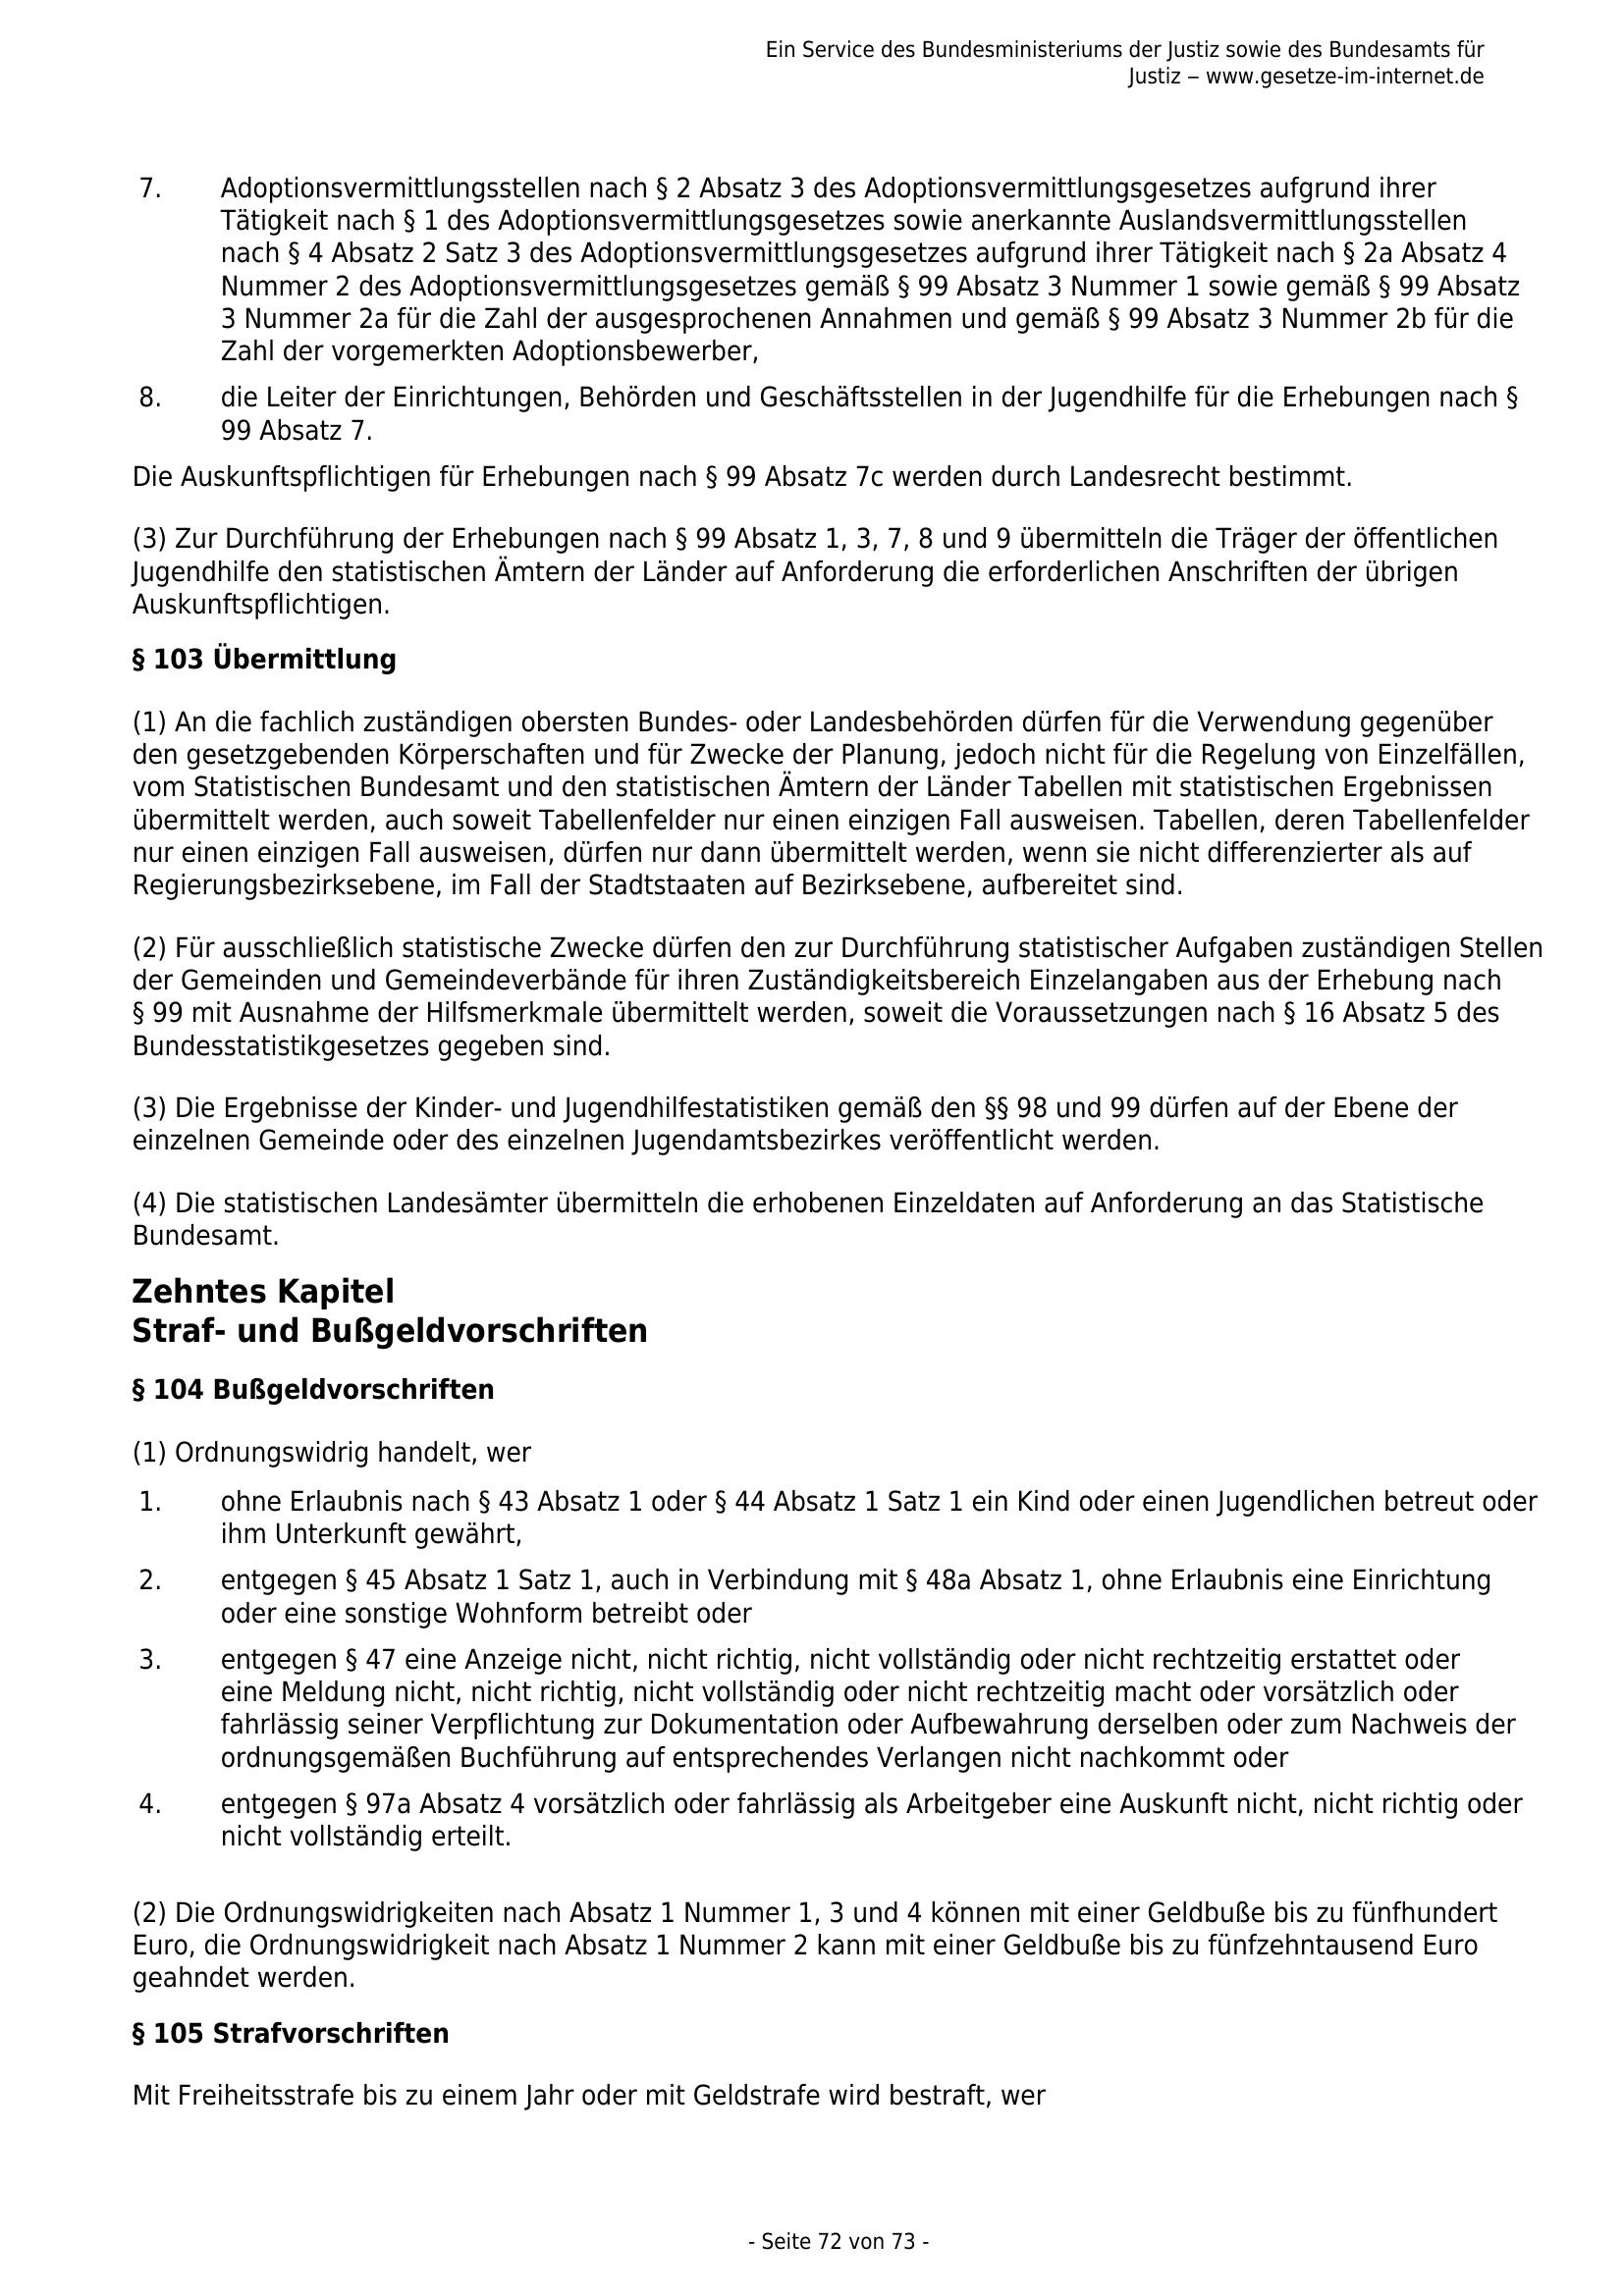 Ein Service des Bundesministeriums der Justiz sowie des Bundesamts für
Justiz ‒ www.gesetze-im-internet.de
7. Adoptionsvermittlungsstellen nach § 2 Absatz 3 des Adoptionsvermittlungsgesetzes aufgrund ihrer
Tätigkeit nach § 1 des Adoptionsvermittlungsgesetzes sowie anerkannte Auslandsvermittlungsstellen
nach § 4 Absatz 2 Satz 3 des Adoptionsvermittlungsgesetzes aufgrund ihrer Tätigkeit nach § 2a Absatz 4
Nummer 2 des Adoptionsvermittlungsgesetzes gemäß § 99 Absatz 3 Nummer 1 sowie gemäß § 99 Absatz
3 Nummer 2a für die Zahl der ausgesprochenen Annahmen und gemäß § 99 Absatz 3 Nummer 2b für die
Zahl der vorgemerkten Adoptionsbewerber,
8. die Leiter der Einrichtungen, Behörden und Geschäftsstellen in der Jugendhilfe für die Erhebungen nach §
99 Absatz 7.
Die Auskunftspflichtigen für Erhebungen nach § 99 Absatz 7c werden durch Landesrecht bestimmt.
(3) Zur Durchführung der Erhebungen nach § 99 Absatz 1, 3, 7, 8 und 9 übermitteln die Träger der öffentlichen
Jugendhilfe den statistischen Ämtern der Länder auf Anforderung die erforderlichen Anschriften der übrigen
Auskunftspflichtigen.
§ 103 Übermittlung
(1) An die fachlich zuständigen obersten Bundes- oder Landesbehörden dürfen für die Verwendung gegenüber
den gesetzgebenden Körperschaften und für Zwecke der Planung, jedoch nicht für die Regelung von Einzelfällen,
vom Statistischen Bundesamt und den statistischen Ämtern der Länder Tabellen mit statistischen Ergebnissen
übermittelt werden, auch soweit Tabellenfelder nur einen einzigen Fall ausweisen. Tabellen, deren Tabellenfelder
nur einen einzigen Fall ausweisen, dürfen nur dann übermittelt werden, wenn sie nicht differenzierter als auf
Regierungsbezirksebene, im Fall der Stadtstaaten auf Bezirksebene, aufbereitet sind.
(2) Für ausschließlich statistische Zwecke dürfen den zur Durchführung statistischer Aufgaben zuständigen Stellen
der Gemeinden und Gemeindeverbände für ihren Zuständigkeitsbereich Einzelangaben aus der Erhebung nach
§ 99 mit Ausnahme der Hilfsmerkmale übermittelt werden, soweit die Voraussetzungen nach § 16 Absatz 5 des
Bundesstatistikgesetzes gegeben sind.
(3) Die Ergebnisse der Kinder- und Jugendhilfestatistiken gemäß den §§ 98 und 99 dürfen auf der Ebene der
einzelnen Gemeinde oder des einzelnen Jugendamtsbezirkes veröffentlicht werden.
(4) Die statistischen Landesämter übermitteln die erhobenen Einzeldaten auf Anforderung an das Statistische
Bundesamt.
Zehntes Kapitel
Straf- und Bußgeldvorschriften
§ 104 Bußgeldvorschriften
(1) Ordnungswidrig handelt, wer
1. ohne Erlaubnis nach § 43 Absatz 1 oder § 44 Absatz 1 Satz 1 ein Kind oder einen Jugendlichen betreut oder
ihm Unterkunft gewährt,
2. entgegen § 45 Absatz 1 Satz 1, auch in Verbindung mit § 48a Absatz 1, ohne Erlaubnis eine Einrichtung
oder eine sonstige Wohnform betreibt oder
3. entgegen § 47 eine Anzeige nicht, nicht richtig, nicht vollständig oder nicht rechtzeitig erstattet oder
eine Meldung nicht, nicht richtig, nicht vollständig oder nicht rechtzeitig macht oder vorsätzlich oder
fahrlässig seiner Verpflichtung zur Dokumentation oder Aufbewahrung derselben oder zum Nachweis der
ordnungsgemäßen Buchführung auf entsprechendes Verlangen nicht nachkommt oder
4. entgegen § 97a Absatz 4 vorsätzlich oder fahrlässig als Arbeitgeber eine Auskunft nicht, nicht richtig oder
nicht vollständig erteilt.
(2) Die Ordnungswidrigkeiten nach Absatz 1 Nummer 1, 3 und 4 können mit einer Geldbuße bis zu fünfhundert
Euro, die Ordnungswidrigkeit nach Absatz 1 Nummer 2 kann mit einer Geldbuße bis zu fünfzehntausend Euro
geahndet werden.
§ 105 Strafvorschriften
Mit Freiheitsstrafe bis zu einem Jahr oder mit Geldstrafe wird bestraft, wer
- Seite 72 von 73 -